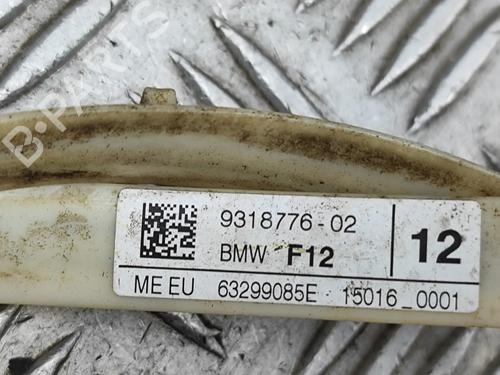 B-PARTS
9318776-02
BMW F12
12
ME EU 63299085E - 15016_0001